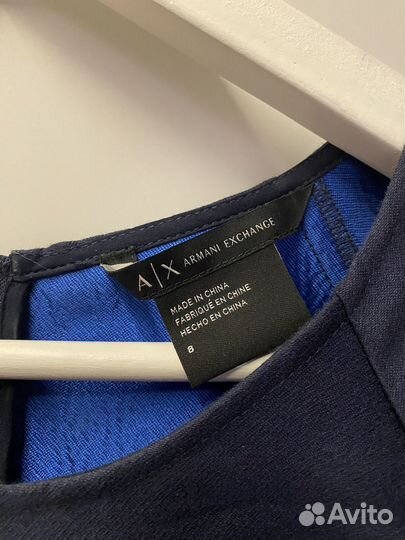 A|X ARMANI EXCHANGE
MADE IN CHINA
FABRIQUÉ EN CHINE
HECHO EN CHINA
8
Avito